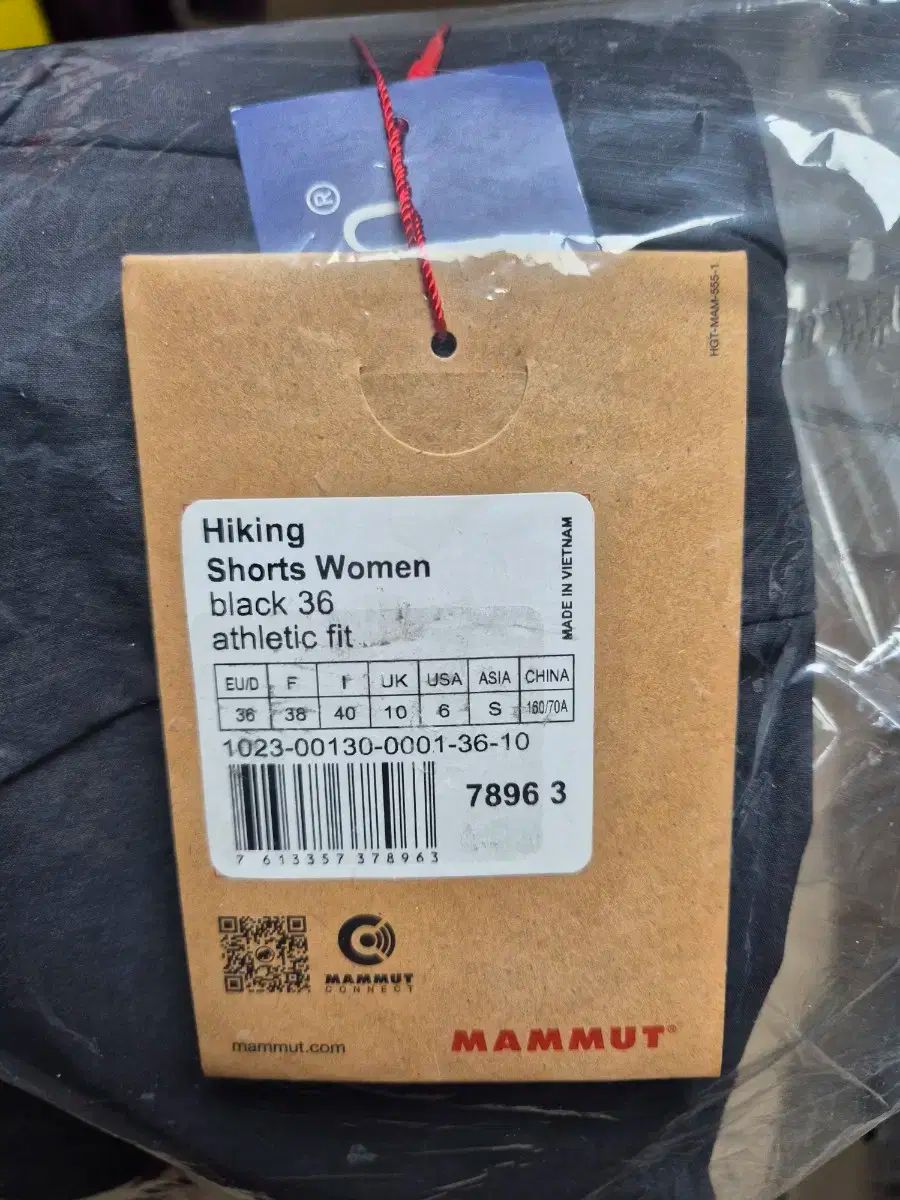 ®
HGT-MAM-555-1
Hiking
Shorts Women
black 36
athletic fit
MADE IN VIETNAM
EU/D F I UK USA ASIA CHINA
36 38 40 10 6 S 160/70A
1023-00130-0001-36-10
7896 3
7 613357 378963
MAMMUT
CONNECT
mammut.com
MAMMUT®